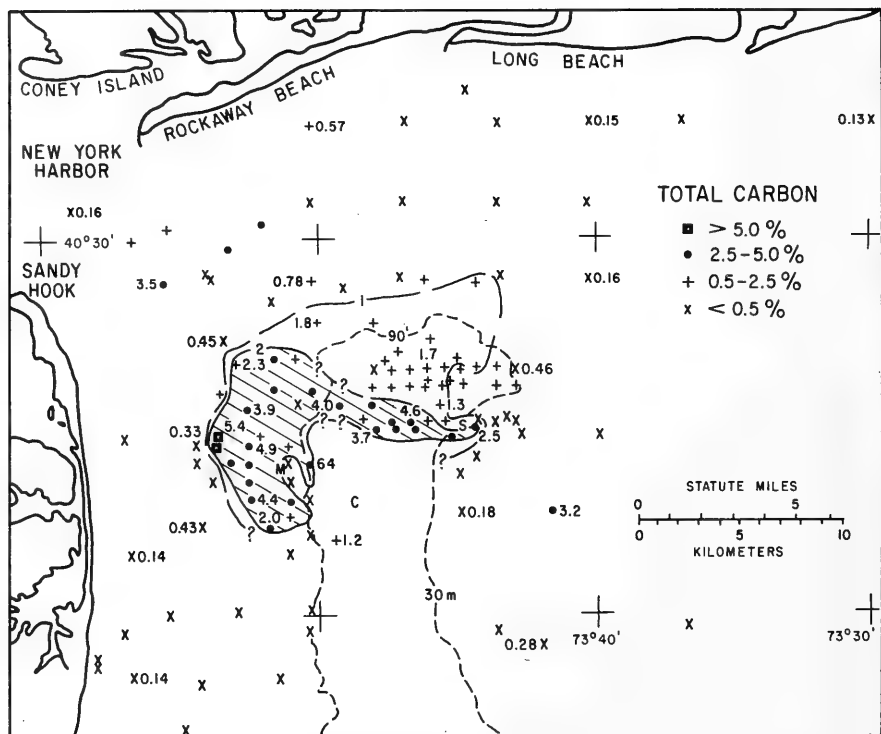 CONEY ISLAND
ROCKAWAY BEACH
LONG BEACH
+0.57
x0.15
0.13x
NEW YORK
HARBOR
x0.16
40°30'
SANDY
HOOK
TOTAL CARBON
> 5.0 %
2.5-5.0 %
+ 0.5-2.5 %
x < 0.5 %
3.5
0.78+
1
x0.16
1.8+
90'
0.45x
2
?
1.7
+2.3
?
x0.46
3.9
4.0
4.6
1.3
0.33
5.4
?
?
S
4.9
3.7
2.5
M
64
?
C
STATUTE MILES
0 5
0 5 10
KILOMETERS
4.4
x0.18
3.2
2.0
0.43x
?
+1.2
x0.14
30m
0.28x
73°40'
73°30'
x0.14